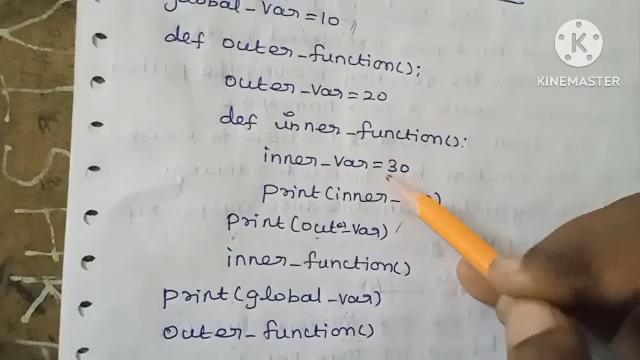 global_var=10
def outer_function():
outer_var=20
def inner_function():
inner_var=30
print(inner_ )
print(outer_var)
inner_function()
print(global_var)
outer_function()
KINEMASTER